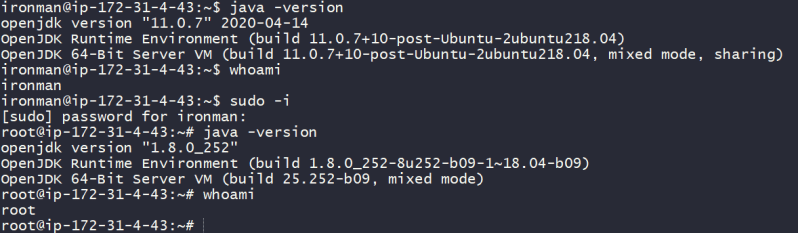 ironman@ip-172-31-4-43:~$ java -version
openjdk version "11.0.7" 2020-04-14
OpenJDK Runtime Environment (build 11.0.7+10-post-Ubuntu-2ubuntu218.04)
OpenJDK 64-Bit Server VM (build 11.0.7+10-post-Ubuntu-2ubuntu218.04, mixed mode, sharing)
ironman@ip-172-31-4-43:~$ whoami
ironman
ironman@ip-172-31-4-43:~$ sudo -i
[sudo] password for ironman:
root@ip-172-31-4-43:~# java -version
openjdk version "1.8.0_252"
OpenJDK Runtime Environment (build 1.8.0_252-8u252-b09-1~18.04-b09)
OpenJDK 64-Bit Server VM (build 25.252-b09, mixed mode)
root@ip-172-31-4-43:~# whoami
root
root@ip-172-31-4-43:~#